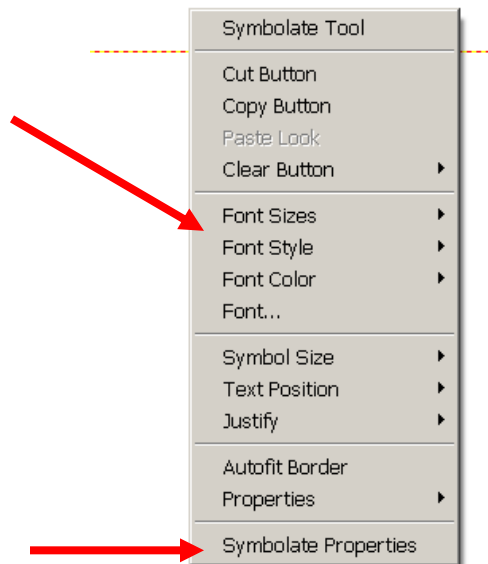 Symbolate Tool
Cut Button
Copy Button
Paste Look
Clear Button
Font Sizes
Font Style
Font Color
Font...
Symbol Size
Text Position
Justify
Autofit Border
Properties
Symbolate Properties